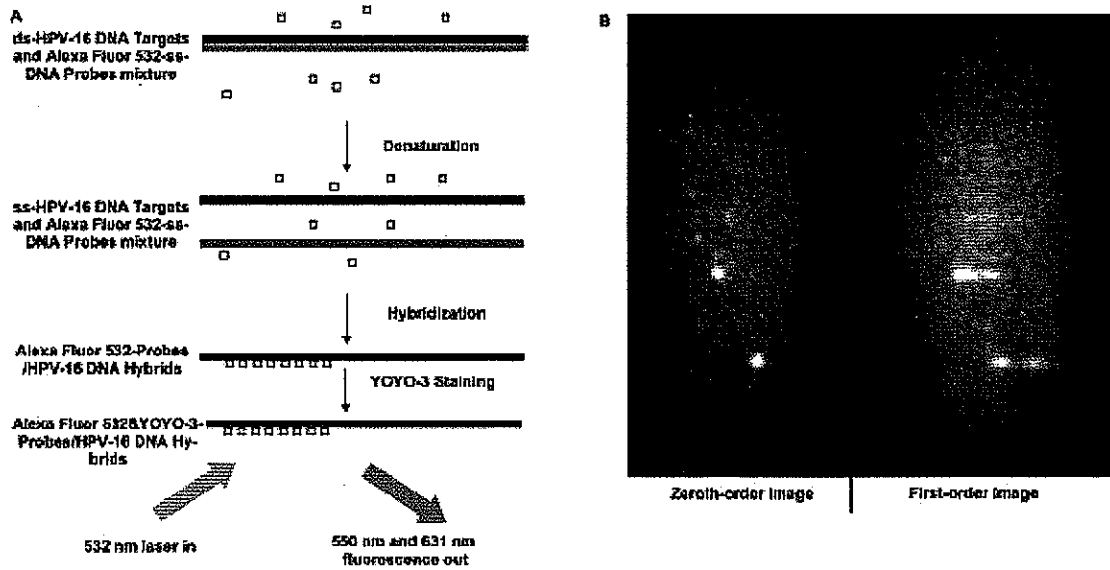 A
ds-HPV-16 DNA Targets
and Alexa Fluor 532-ss-
DNA Probes mixture
Denaturation
ss-HPV-16 DNA Targets
and Alexa Fluor 532-ss-
DNA Probes mixture
Hybridization
Alexa Fluor 532-Probes
/HPV-16 DNA Hybrids
YOYO-3 Staining
Alexa Fluor 532&YOYO-3-
Probes/HPV-16 DNA Hy-
brids
532 nm laser in
550 nm and 631 nm
fluorescence out
B
Zeroth-order Image
First-order Image